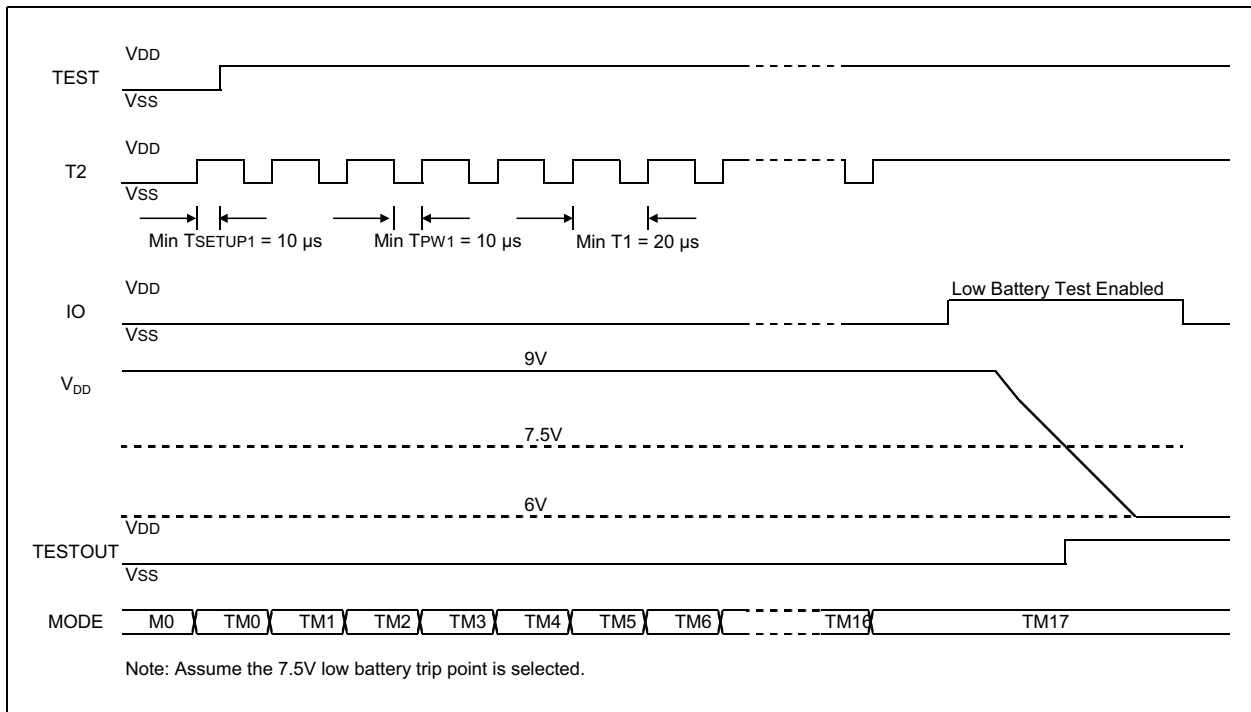 VDD
TEST
VSS
VDD
T2
VSS
Min TSETUP1 = 10 µs
Min TPW1 = 10 µs
Min T1 = 20 µs
VDD
Low Battery Test Enabled
IO
VSS
9V
VDD
7.5V
6V
VDD
TESTOUT
VSS
MODE M0 TM0 TM1 TM2 TM3 TM4 TM5 TM6 TM16 TM17
Note: Assume the 7.5V low battery trip point is selected.